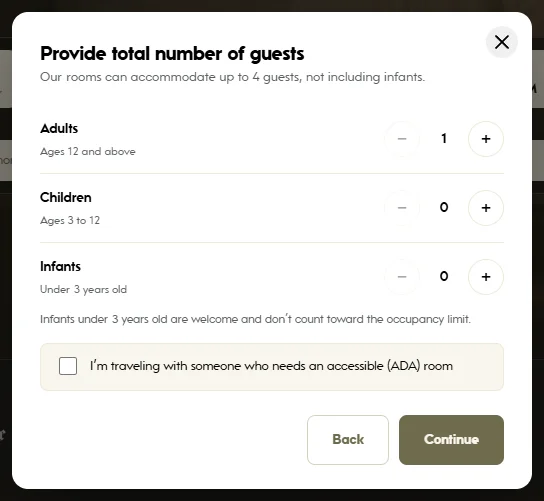 Provide total number of guests
Our rooms can accommodate up to 4 guests, not including infants.
Adults
− 1 +
Ages 12 and above
Children
− 0 +
Ages 3 to 12
Infants
− 0 +
Under 3 years old
Infants under 3 years old are welcome and don't count toward the occupancy limit.
I'm traveling with someone who needs an accessible (ADA) room
Back Continue